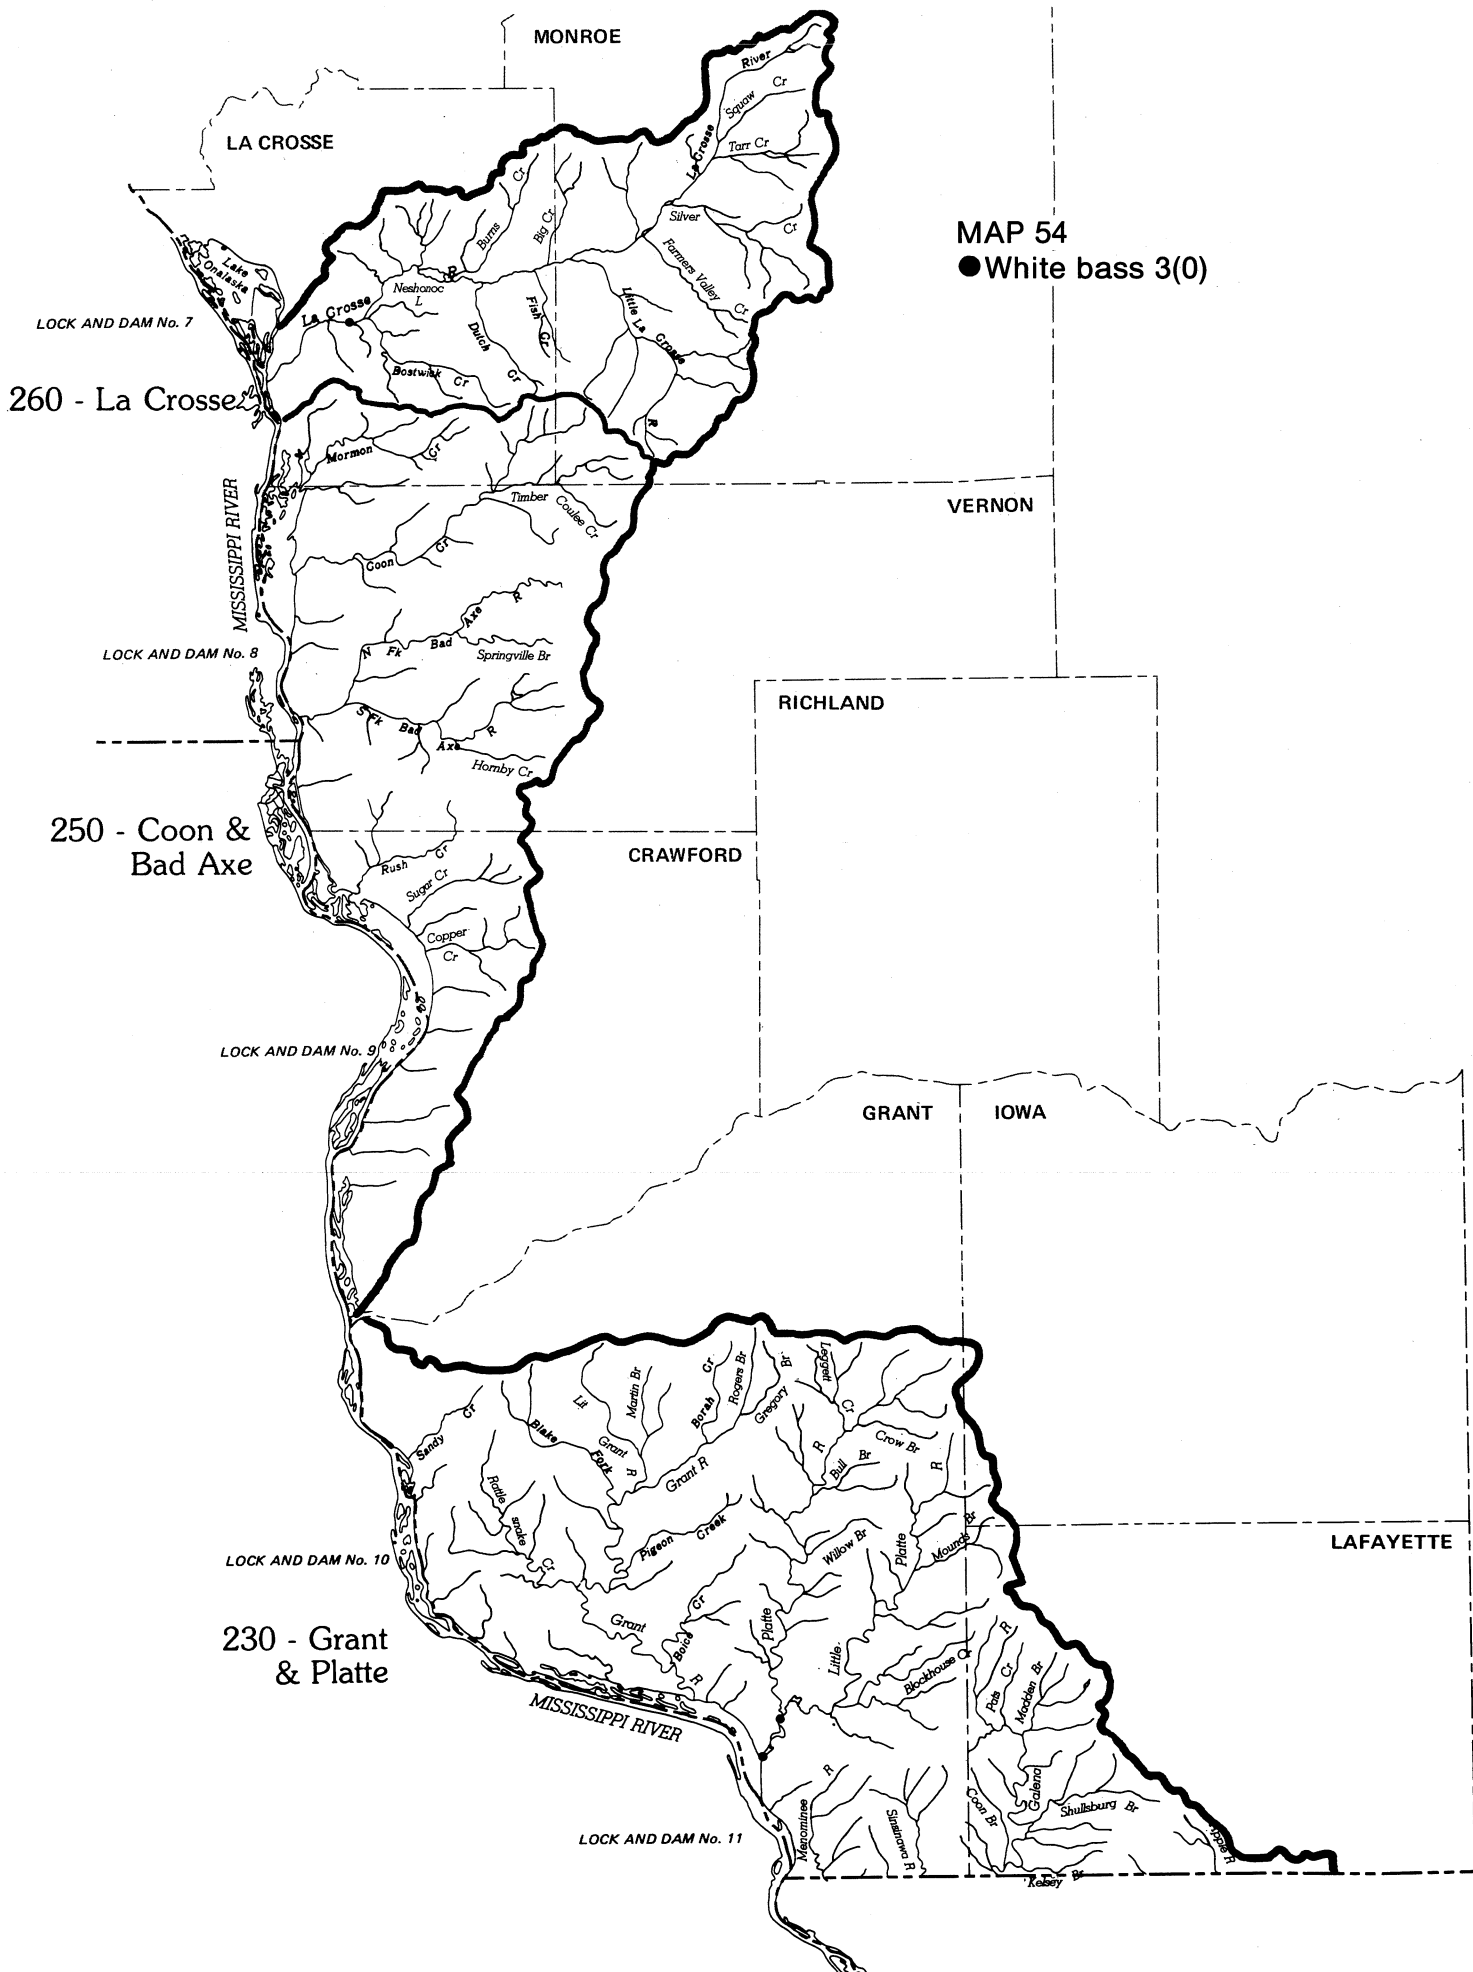 MONROE
LA CROSSE
River
Squaw Cr
La Crosse
Tarr Cr
Silver Cr
Farmers Valley Cr
Burns Cr
Big Cr
MAP 54
●White bass 3(0)
Lake
Onalaska
R
Neshonoc
L
La Crosse
Fish Cr
Dutch Cr
Little La Crosse R
Bostwick Cr
LOCK AND DAM No. 7
260 - La Crosse
Mormon Cr
MISSISSIPPI RIVER
VERNON
Timber Coulee Cr
Coon Cr
N Fk Bad Axe R
Springville Br
LOCK AND DAM No. 8
RICHLAND
S Fk Bad Axe R
Hornby Cr
250 - Coon &
Bad Axe
CRAWFORD
Rush Cr
Sugar Cr
Copper
Cr
LOCK AND DAM No. 9
GRANT
IOWA
Sandy Cr
Blake Fork
Lit Grant R
Martin Br
Borah Cr
Rogers Br
Gregory Br
Leggett Cr
Crow Br
Bull Br
R
R
Grant R
Rattle snake Cr
Pigeon Creek
Willow Br
Platte
Mounds Br
LAFAYETTE
LOCK AND DAM No. 10
230 - Grant
& Platte
Grant R
Boice Cr
Platte R
Little
Blockhouse Cr
Pats Cr
Madden Br
R
MISSISSIPPI RIVER
Menominee R
Sinsinawa R
Coon Br
Galena
Shullsburg Br
Apple R
LOCK AND DAM No. 11
Kelsey Br